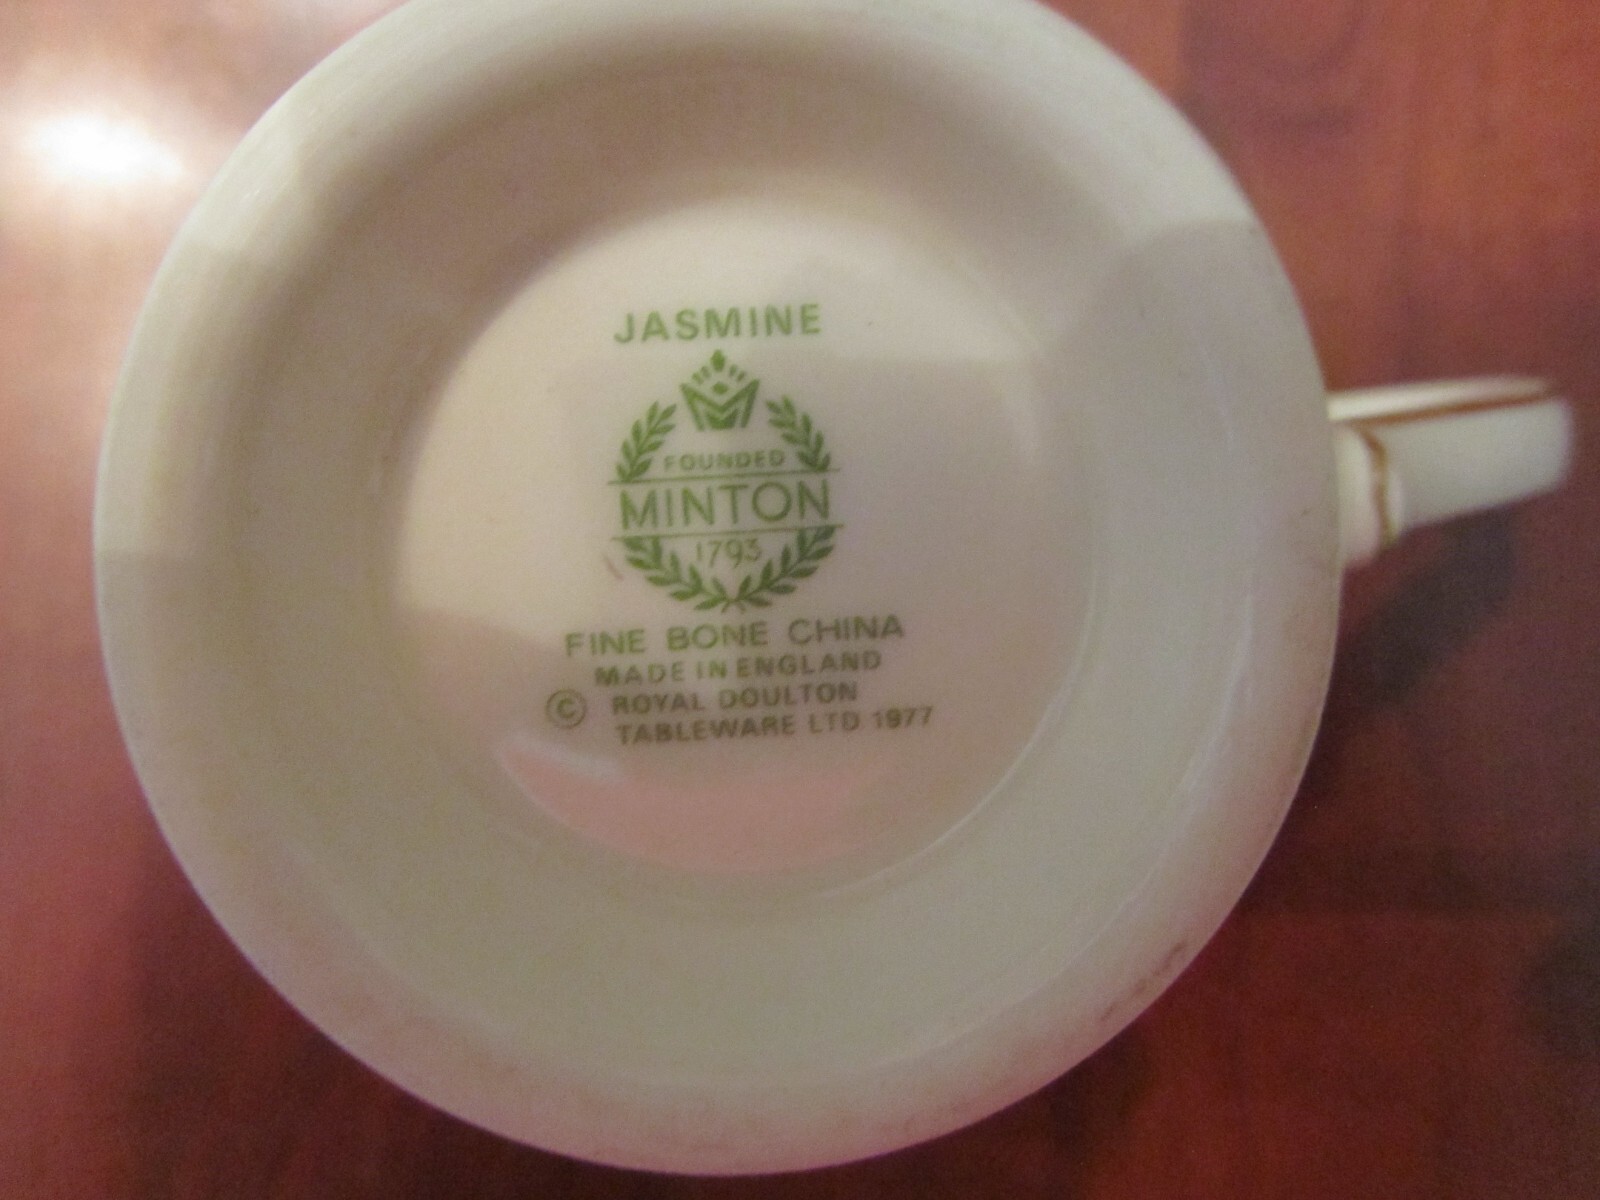 JASMINE
FOUNDED
MINTON
1793
FINE BONE CHINA
MADE IN ENGLAND
© ROYAL DOULTON
TABLEWARE LTD 1977